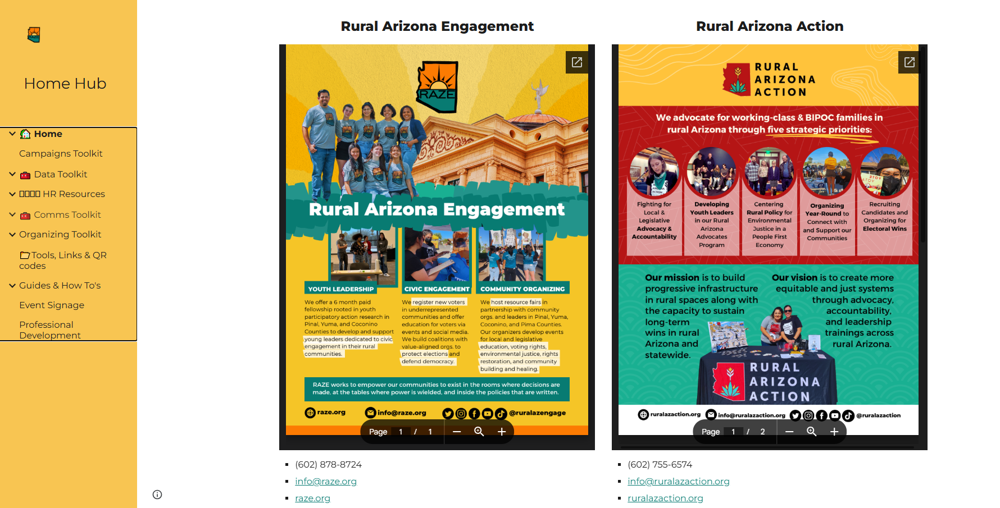 RAZE
Home Hub
Home
Campaigns Toolkit
Data Toolkit
HR Resources
Comms Toolkit
Organizing Toolkit
Tools, Links & QR
codes
Guides & How To's
Event Signage
Professional
Development
Rural Arizona Engagement
RAZE
Rural Arizona Engagement
YOUTH LEADERSHIP
We offer a 6 month paid
fellowship rooted in youth
participatory action research in
Pinal, Yuma, and Coconino
Counties to develop and support
young leaders dedicated to civic
engagement in their rural
communities.
CIVIC ENGAGEMENT
We register new voters
in underrepresented
communities and offer
education for voters via
events and social media.
We build coalitions with
value-aligned orgs. to
protect elections and
defend democracy.
COMMUNITY ORGANIZING
We host resource fairs in
partnership with community
orgs. and leaders in Pinal, Yuma,
Coconino, and Pima Counties.
Our organizers develop events
for local and legislative
education, voting rights,
environmental justice, rights
restoration, and community
building and healing.
RAZE works to empower our communities to exist in the rooms where decisions are
made, at the tables where power is wielded, and inside the policies that are written.
raze.org
info@raze.org
@ruralazengage
Page 1 / 1
(602) 878-8724
info@raze.org
raze.org
Rural Arizona Action
RURAL
ARIZONA
ACTION
We advocate for working-class & BIPOC families in
rural Arizona through five strategic priorities:
Fighting for
Local &
Legislative
Advocacy &
Accountability
Developing
Youth Leaders
in our Rural
Arizona
Advocates
Program
Centering
Rural Policy for
Environmental
Justice in a
People First
Economy
Organizing
Year-Round to
Connect with
and Support our
Communities
Recruiting
Candidates and
Organizing for
Electoral Wins
Our mission is to build
progressive infrastructure
in rural spaces along with
the capacity to sustain
long-term
wins in rural
Arizona and
statewide.
Our vision is to create more
equitable and just systems
through advocacy,
accountability,
and leadership
trainings across
rural Arizona.
RURAL
ARIZONA
ACTION
ruralazaction.org
info@ruralazaction.org
@ruralazaction
Page 1 / 2
(602) 755-6574
info@ruralazaction.org
ruralazaction.org